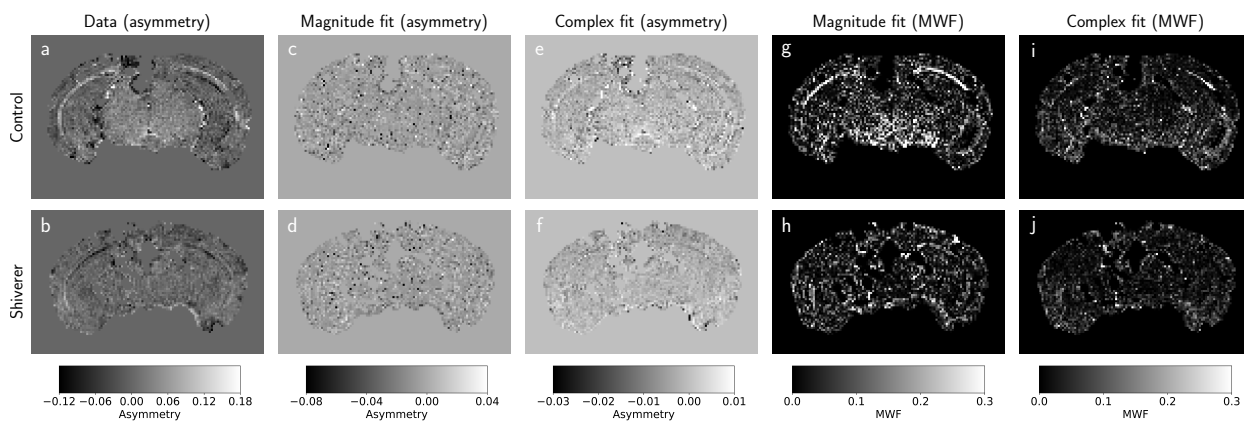 Data (asymmetry) Magnitude fit (asymmetry) Complex fit (asymmetry) Magnitude fit (MWF) Complex fit (MWF)
Control
a c e g i
Shiverer
b d f h j
−0.12 −0.06 0.00 0.06 0.12 0.18 −0.08 −0.04 0.00 0.04 −0.03 −0.02 −0.01 0.00 0.01 0.0 0.1 0.2 0.3 0.0 0.1 0.2 0.3
Asymmetry Asymmetry Asymmetry MWF MWF